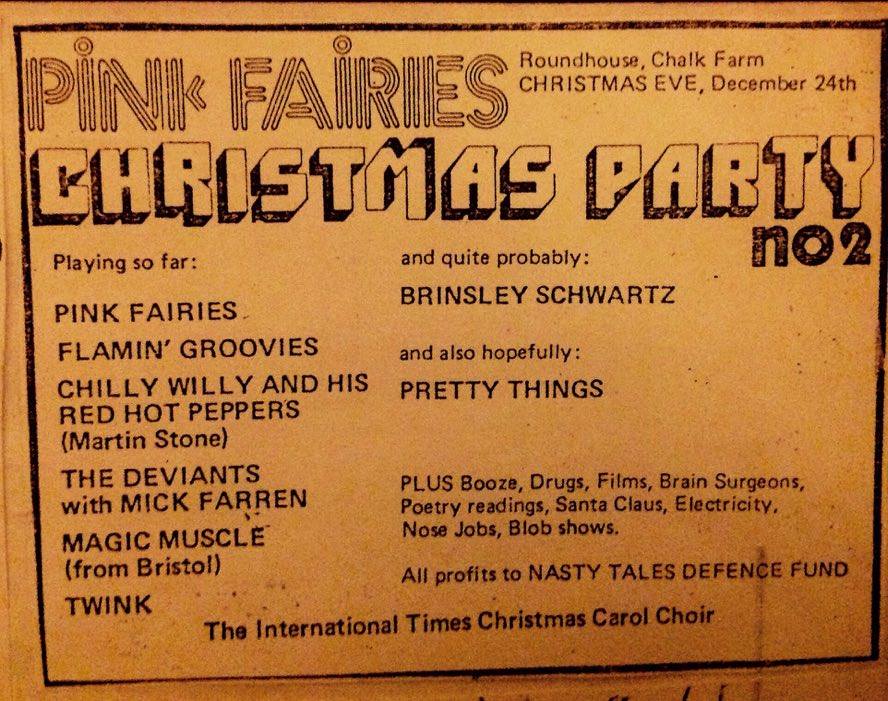 PINK FAIRIES
Roundhouse, Chalk Farm
CHRISTMAS EVE, December 24th
CHRISTMAS PARTY
no2
Playing so far:
PINK FAIRIES
FLAMIN' GROOVIES
CHILLY WILLY AND HIS
RED HOT PEPPERS
(Martin Stone)
THE DEVIANTS
with MICK FARREN
MAGIC MUSCLE
(from Bristol)
TWINK
and quite probably:
BRINSLEY SCHWARTZ
and also hopefully:
PRETTY THINGS
PLUS Booze, Drugs, Films, Brain Surgeons,
Poetry readings, Santa Claus, Electricity,
Nose Jobs, Blob shows.
All profits to NASTY TALES DEFENCE FUND
The International Times Christmas Carol Choir